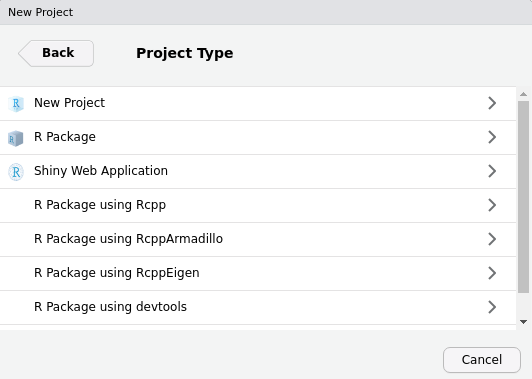 New Project
Back
Project Type
New Project
R Package
Shiny Web Application
R Package using Rcpp
R Package using RcppArmadillo
R Package using RcppEigen
R Package using devtools
Cancel